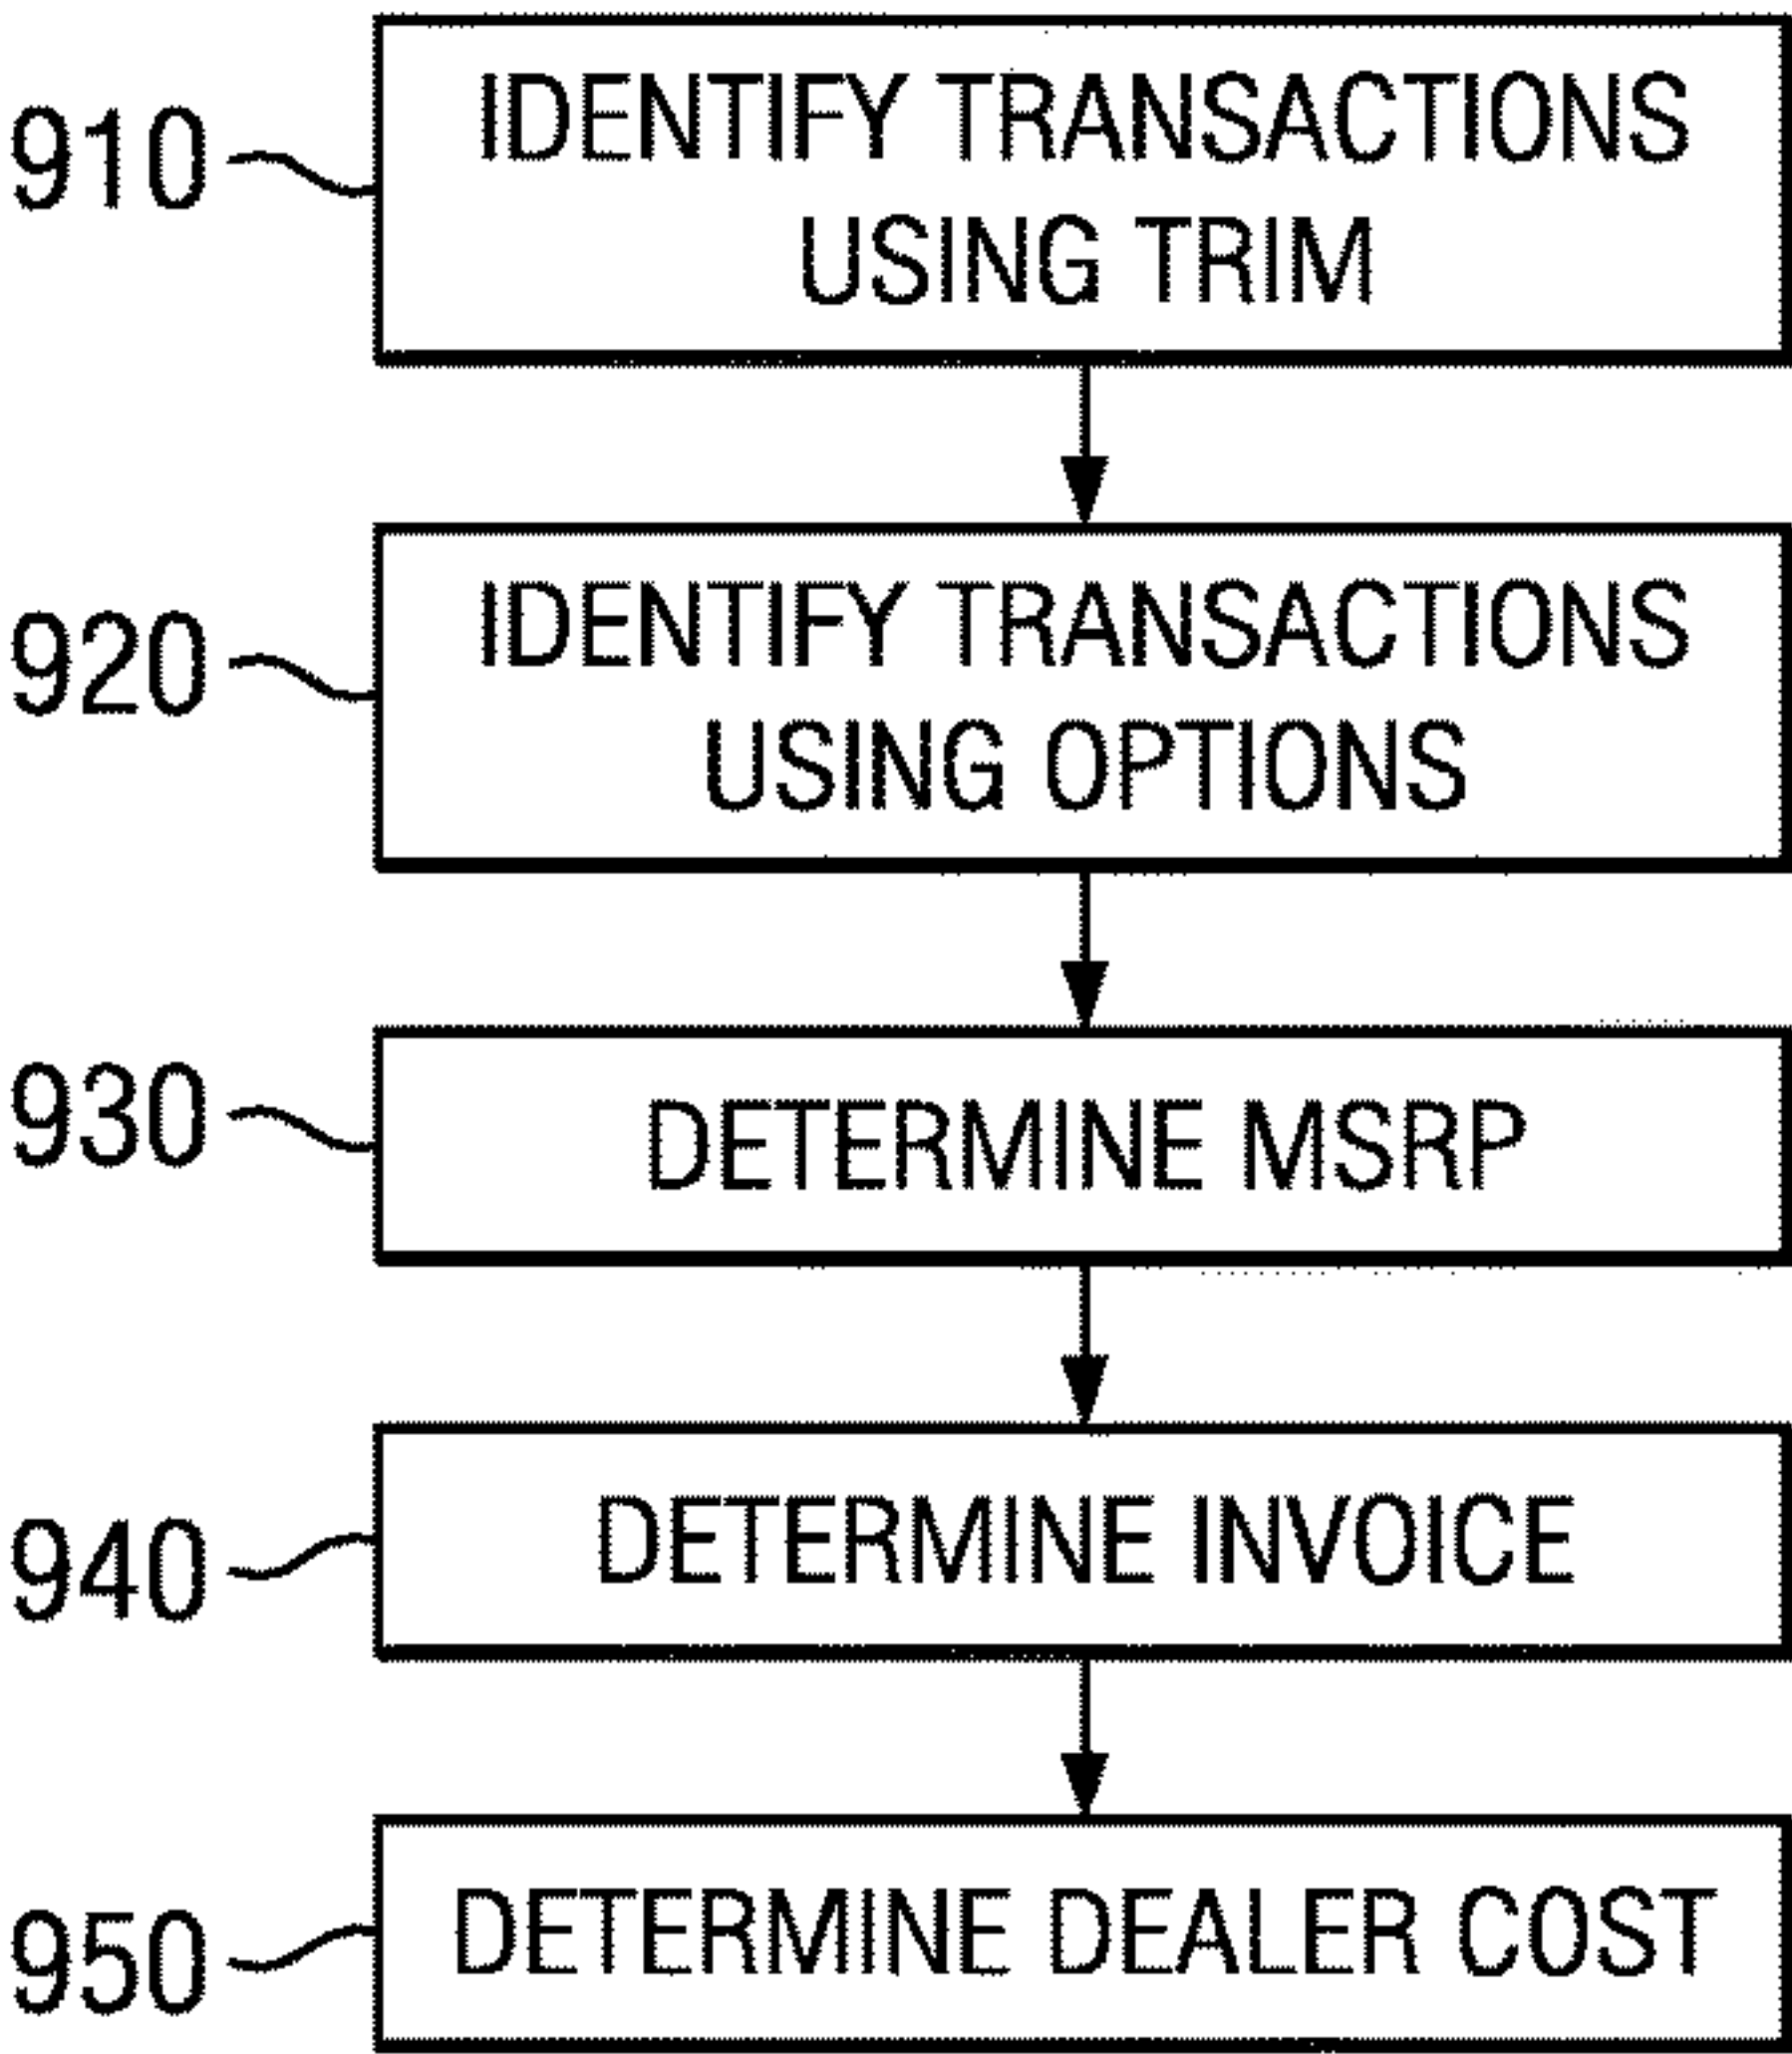 910
IDENTIFY TRANSACTIONS
USING TRIM
920
IDENTIFY TRANSACTIONS
USING OPTIONS
930
DETERMINE MSRP
940
DETERMINE INVOICE
950
DETERMINE DEALER COST